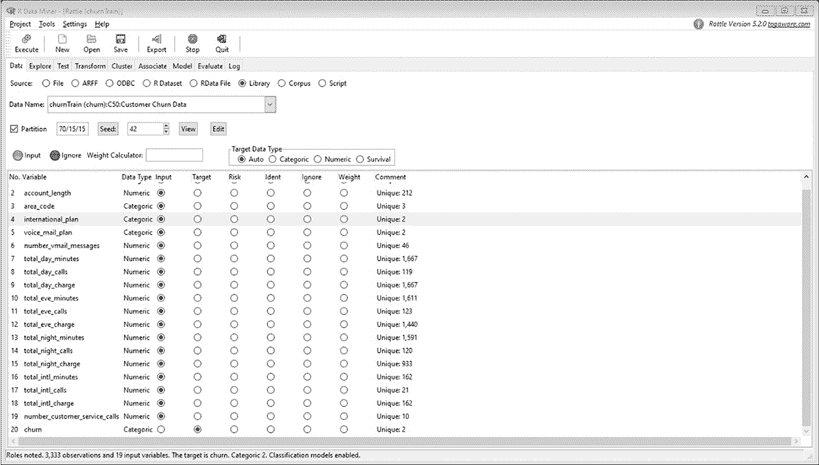 R Data Miner - [Rattle (churnTrain)]
Project Tools Settings Help
Rattle Version 5.2.0 togaware.com
Execute New Open Save Export Stop Quit
Data Explore Test Transform Cluster Associate Model Evaluate Log
Source: File ARFF ODBC R Dataset RData File Library Corpus Script
Data Name: churnTrain (churn):C50:Customer Churn Data
Partition 70/15/15 Seed: 42 View Edit
Target Data Type
Input Ignore Weight Calculator: Auto Categoric Numeric Survival
No. Variable Data Type Input Target Risk Ident Ignore Weight Comment
2 account_length Numeric Unique: 212
3 area_code Categoric Unique: 3
4 international_plan Categoric Unique: 2
5 voice_mail_plan Categoric Unique: 2
6 number_vmail_messages Numeric Unique: 46
7 total_day_minutes Numeric Unique: 1,667
8 total_day_calls Numeric Unique: 119
9 total_day_charge Numeric Unique: 1,667
10 total_eve_minutes Numeric Unique: 1,611
11 total_eve_calls Numeric Unique: 123
12 total_eve_charge Numeric Unique: 1,440
13 total_night_minutes Numeric Unique: 1,591
14 total_night_calls Numeric Unique: 120
15 total_night_charge Numeric Unique: 933
16 total_intl_minutes Numeric Unique: 162
17 total_intl_calls Numeric Unique: 21
18 total_intl_charge Numeric Unique: 162
19 number_customer_service_calls Numeric Unique: 10
20 churn Categoric Unique: 2
Roles noted. 3,333 observations and 19 input variables. The target is churn. Categoric 2. Classification models enabled.